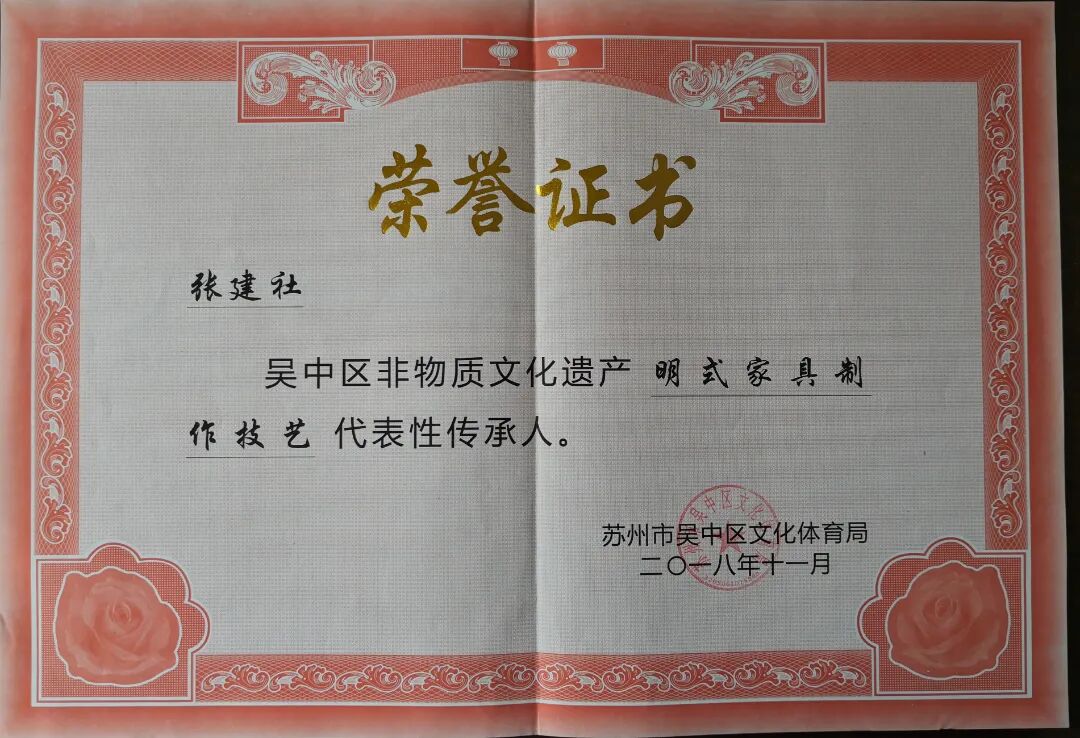 荣誉证书
张建社
吴中区非物质文化遗产 明式家具制
作技艺 代表性传承人。
苏州市吴中区文化体育局
二〇一八年十一月